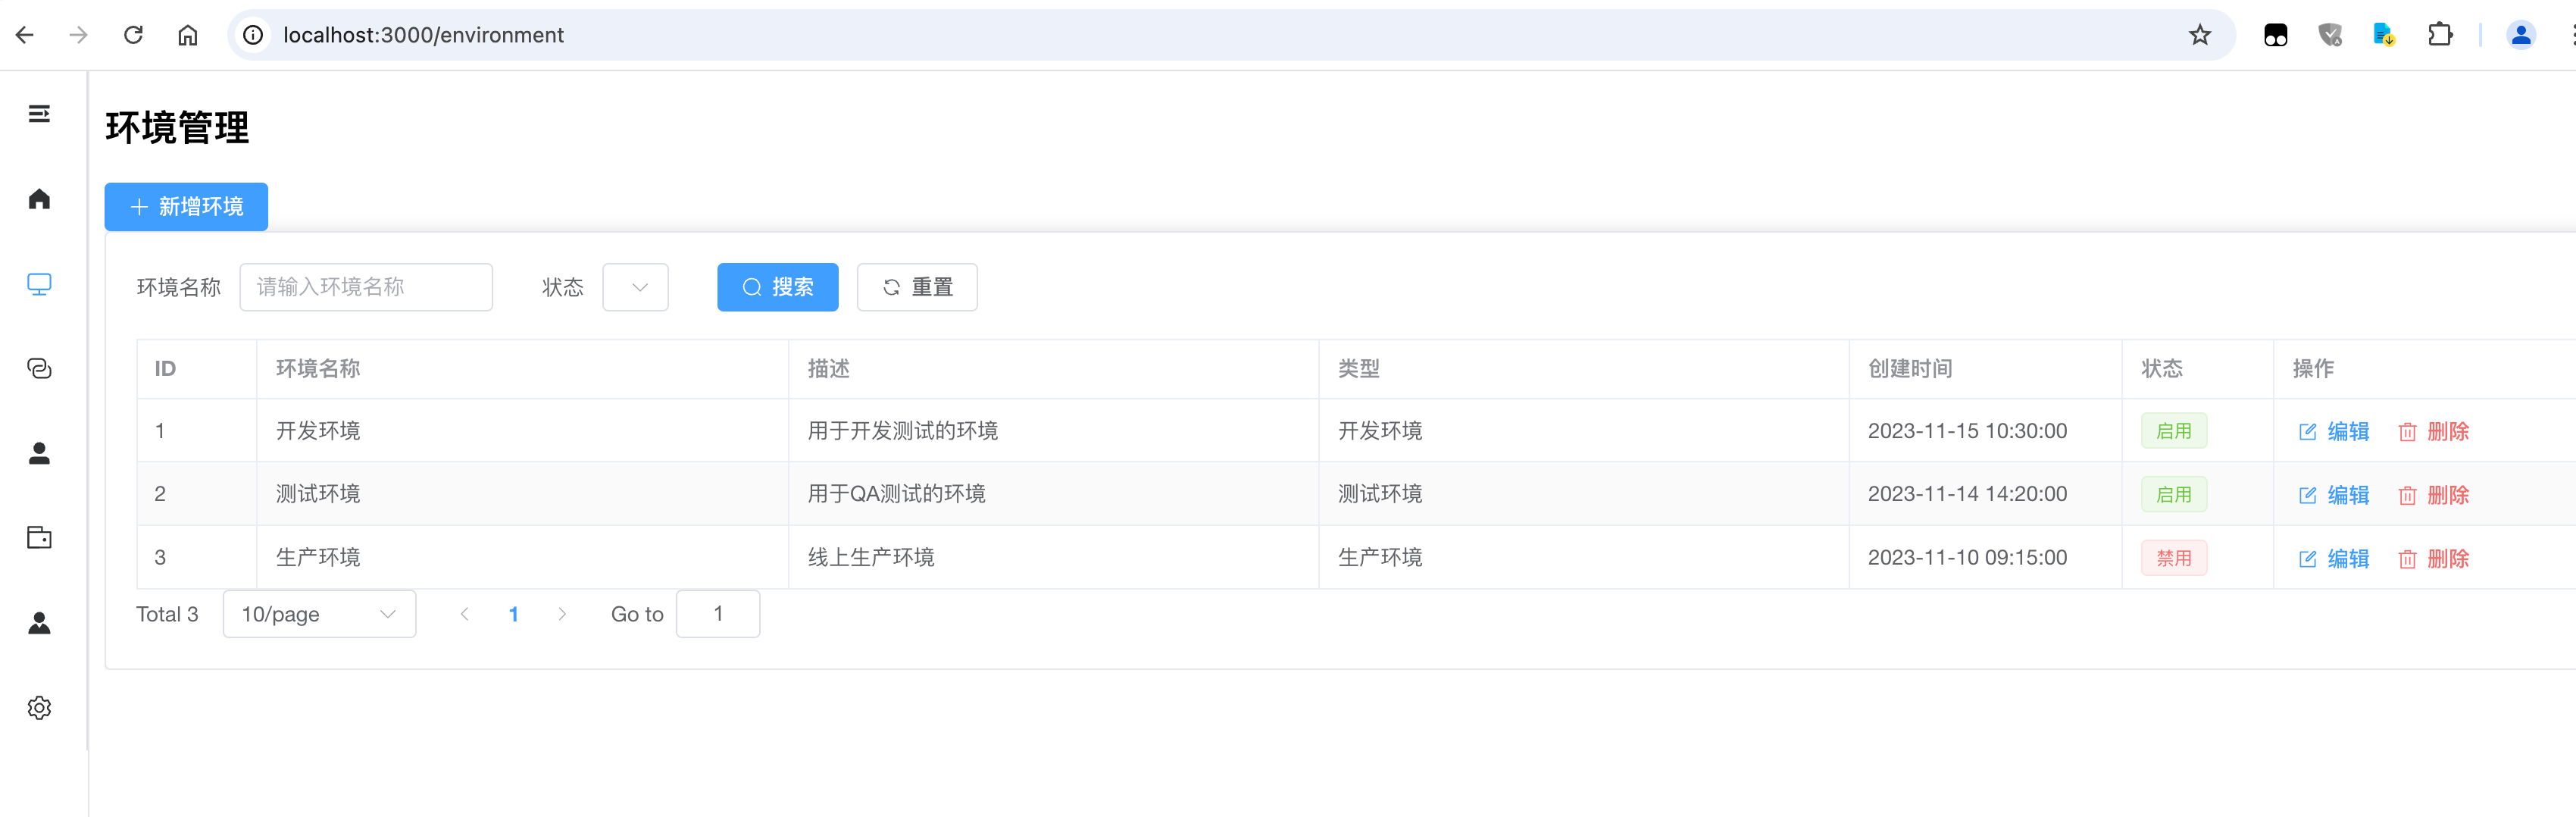 localhost:3000/environment
环境管理
新增环境
环境名称 请输入环境名称 状态 搜索 重置
ID 环境名称 描述 类型 创建时间 状态 操作
1 开发环境 用于开发测试的环境 开发环境 2023-11-15 10:30:00 启用 编辑 删除
2 测试环境 用于QA测试的环境 测试环境 2023-11-14 14:20:00 启用 编辑 删除
3 生产环境 线上生产环境 生产环境 2023-11-10 09:15:00 禁用 编辑 删除
Total 3 10/page 1 Go to 1